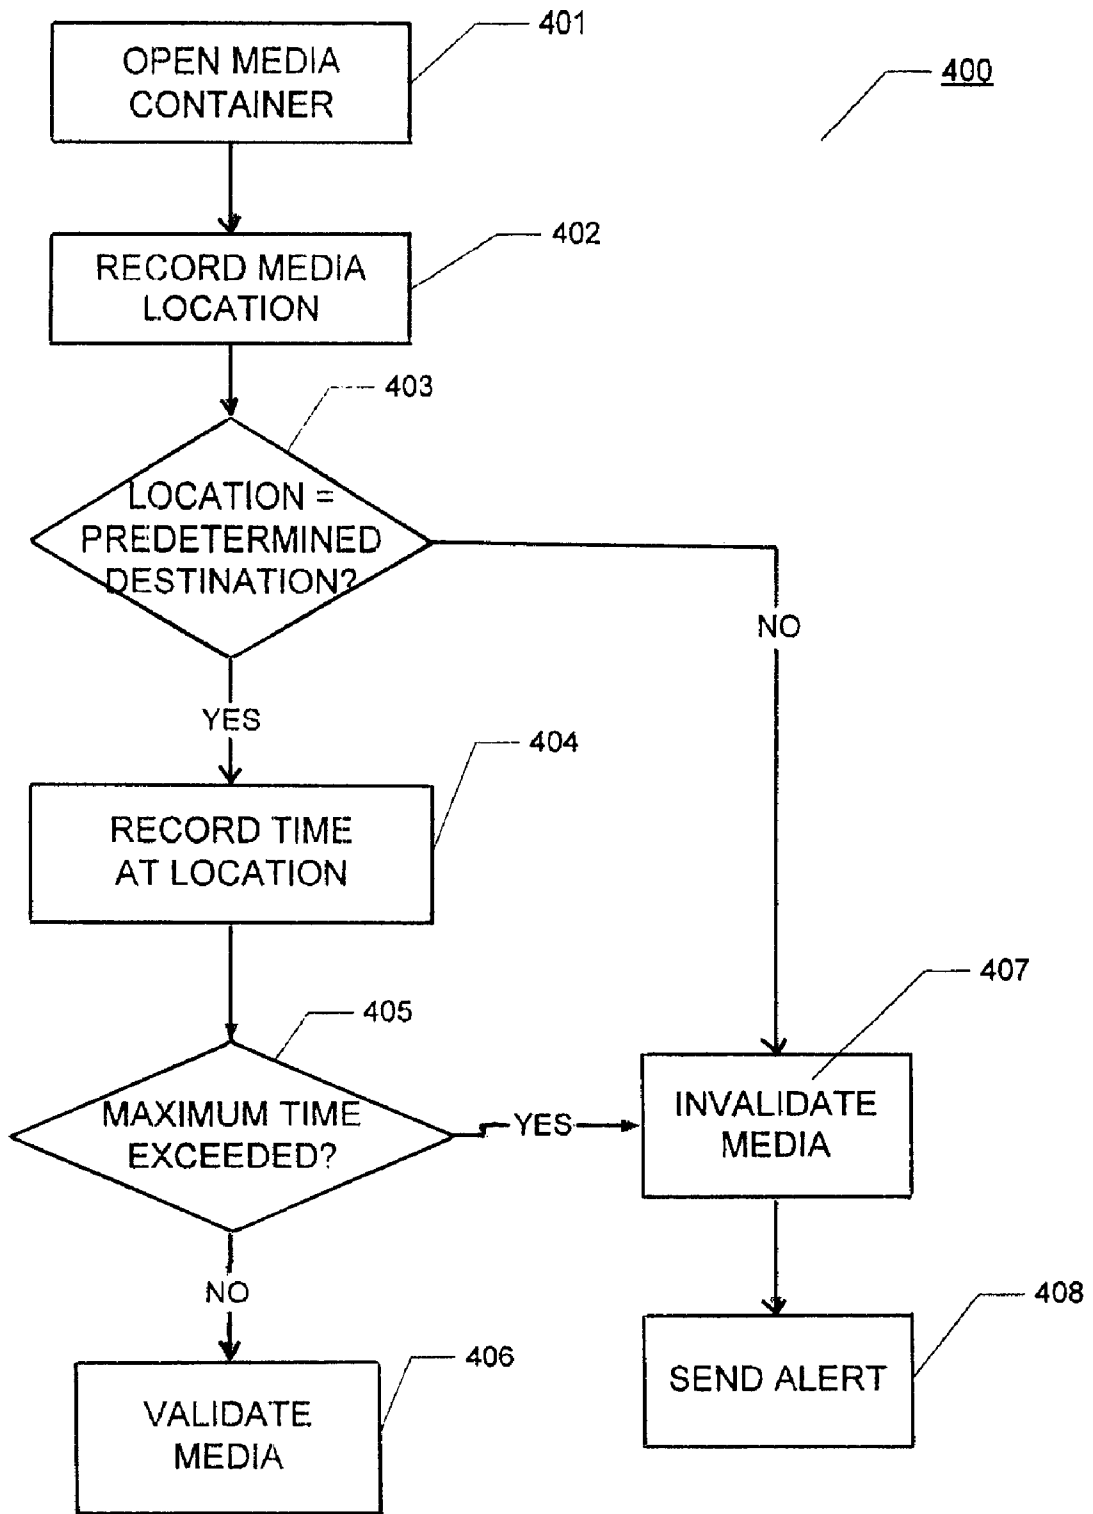 401
OPEN MEDIA
CONTAINER
400
402
RECORD MEDIA
LOCATION
403
LOCATION =
PREDETERMINED
DESTINATION?
NO
YES
404
RECORD TIME
AT LOCATION
407
405
MAXIMUM TIME
EXCEEDED?
YES
INVALIDATE
MEDIA
NO
408
406
SEND ALERT
VALIDATE
MEDIA